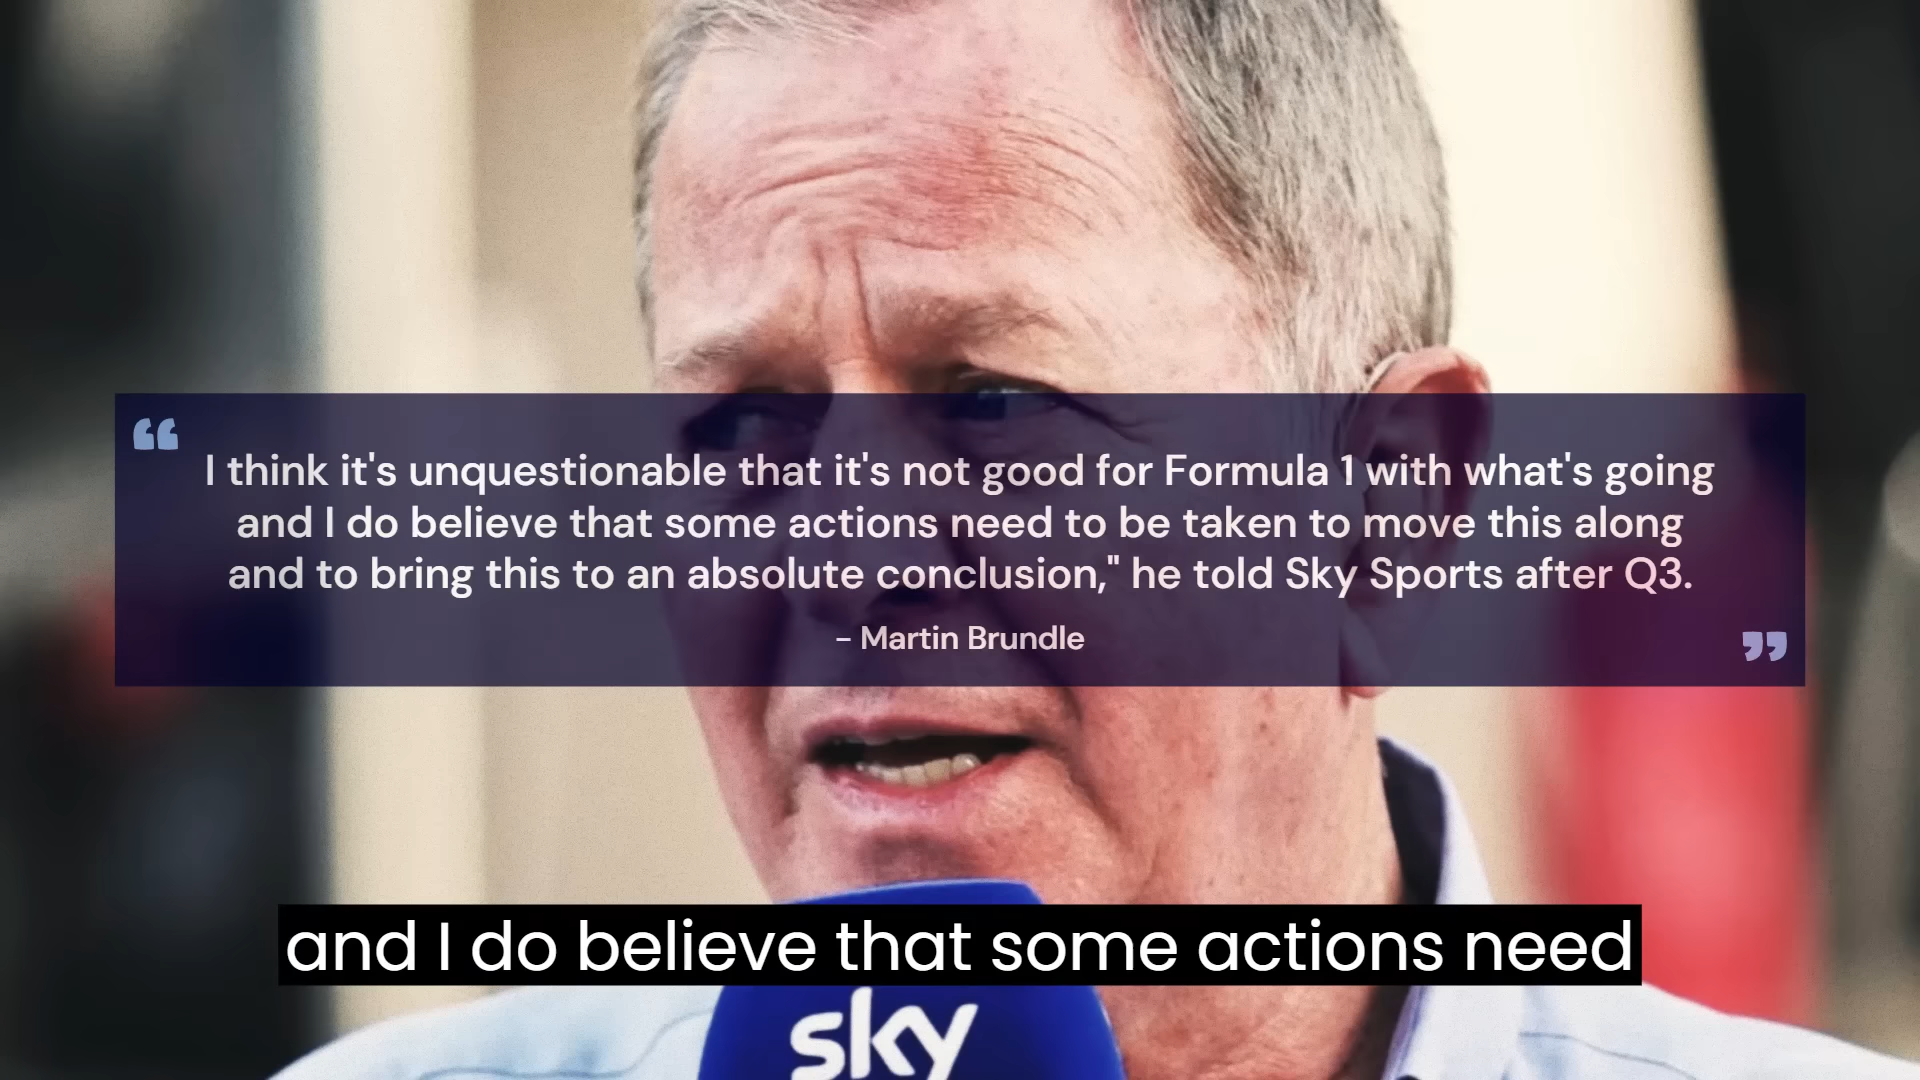 I think it's unquestionable that it's not good for Formula 1 with what's going
and I do believe that some actions need to be taken to move this along
and to bring this to an absolute conclusion," he told Sky Sports after Q3.
– Martin Brundle
and I do believe that some actions need
sky